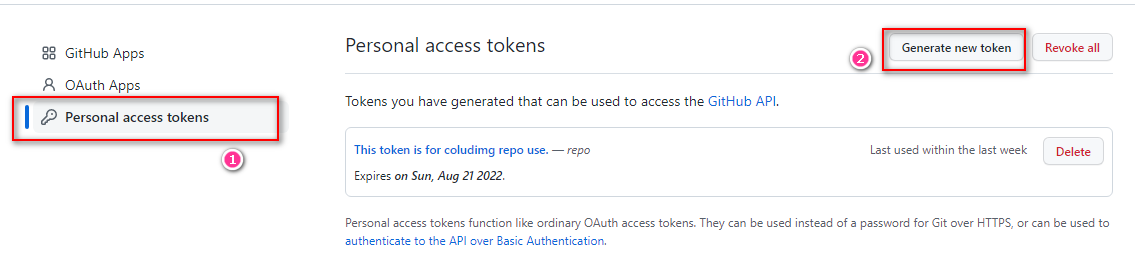 GitHub Apps
OAuth Apps
Personal access tokens
1
Personal access tokens
2
Generate new token
Revoke all
Tokens you have generated that can be used to access the GitHub API.
This token is for coludimg repo use. — repo
Last used within the last week
Delete
Expires on Sun, Aug 21 2022.
Personal access tokens function like ordinary OAuth access tokens. They can be used instead of a password for Git over HTTPS, or can be used to
authenticate to the API over Basic Authentication.